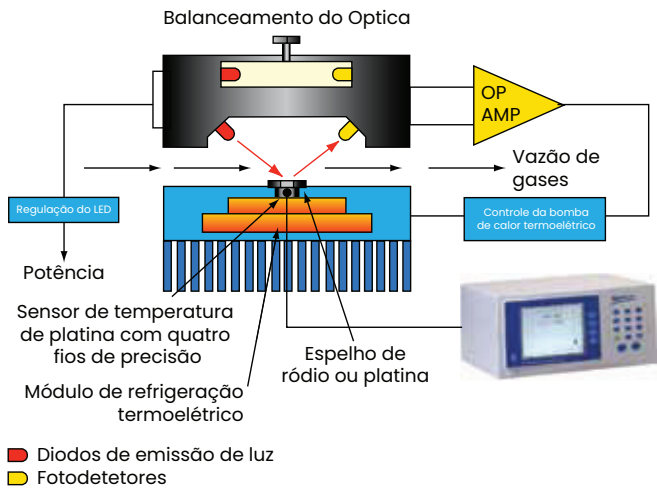 Balanceamento do Optica
OP
AMP
Vazão de
gases
Regulação do LED
Controle da bomba
de calor termoelétrico
Potência
Sensor de temperatura
de platina com quatro
fios de precisão
Espelho de
ródio ou platina
Módulo de refrigeração
termoelétrico
Diodos de emissão de luz
Fotodetetores